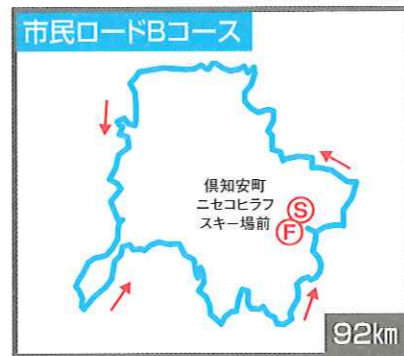 市民ロードBコース
倶知安町
ニセコヒラフ
スキー場前
S
F
92km